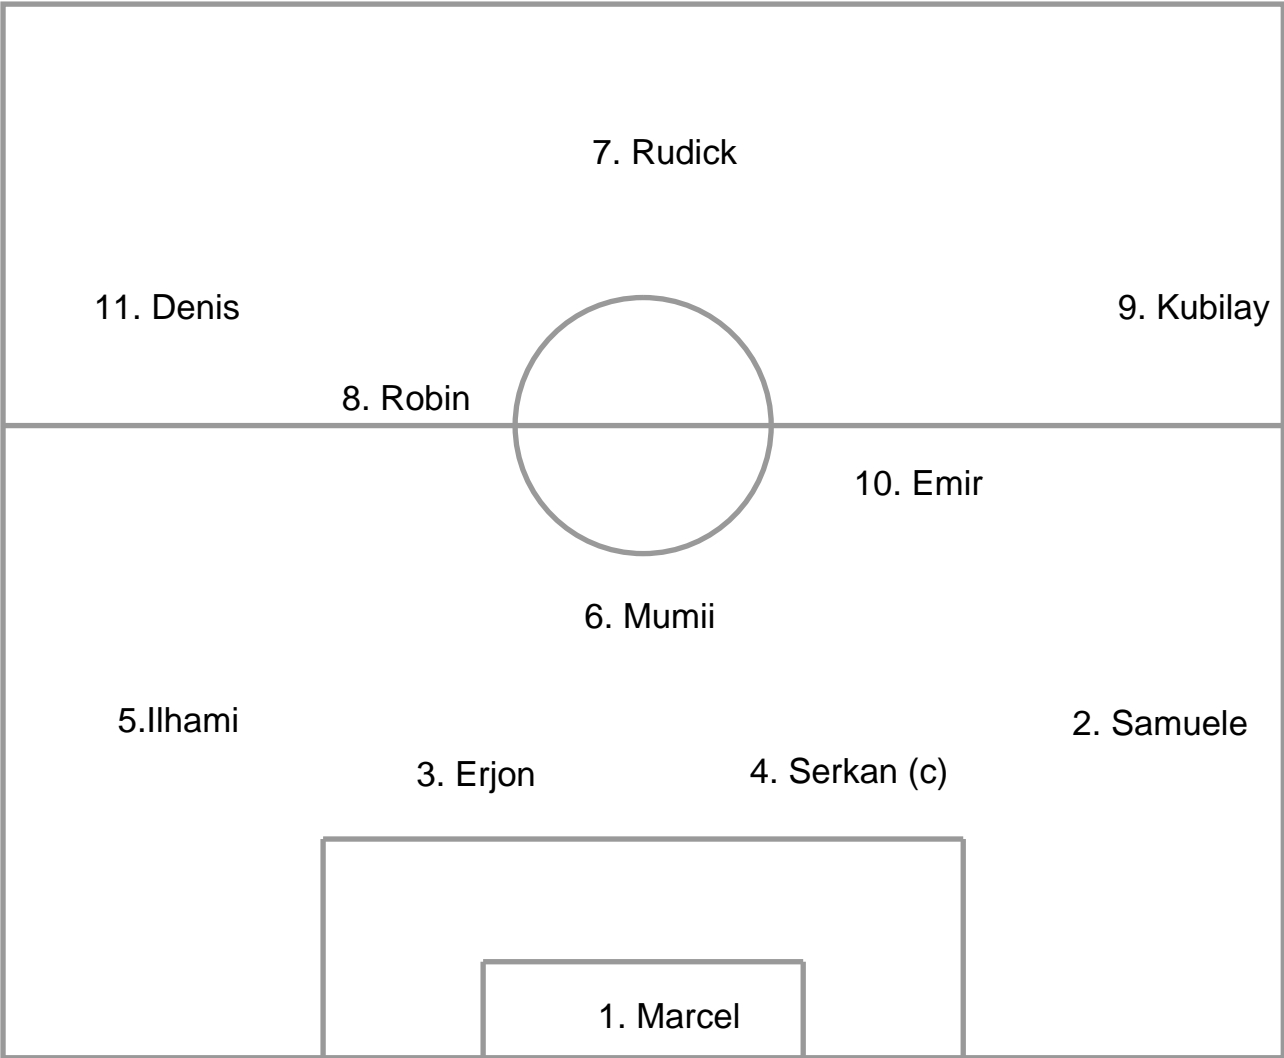 7. Rudick
11. Denis
9. Kubilay
8. Robin
10. Emir
6. Mumii
5.Ilhami
2. Samuele
3. Erjon
4. Serkan (c)
1. Marcel